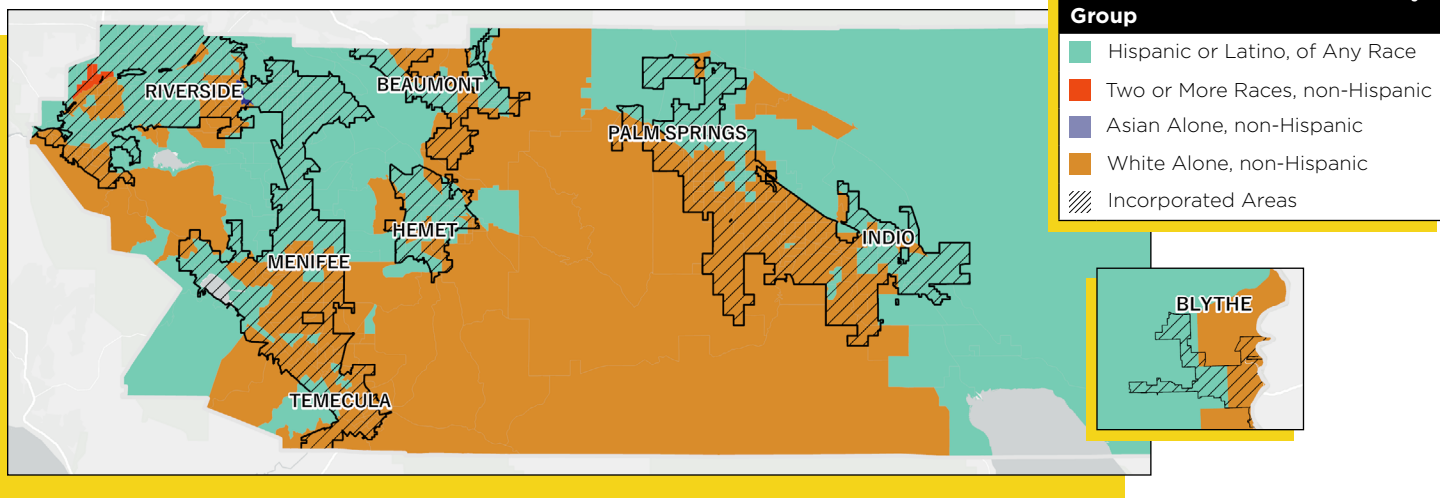 Group
Hispanic or Latino, of Any Race
Two or More Races, non-Hispanic
Asian Alone, non-Hispanic
White Alone, non-Hispanic
Incorporated Areas
RIVERSIDE
BEAUMONT
PALM SPRINGS
HEMET
INDIO
MENIFEE
BLYTHE
TEMECULA